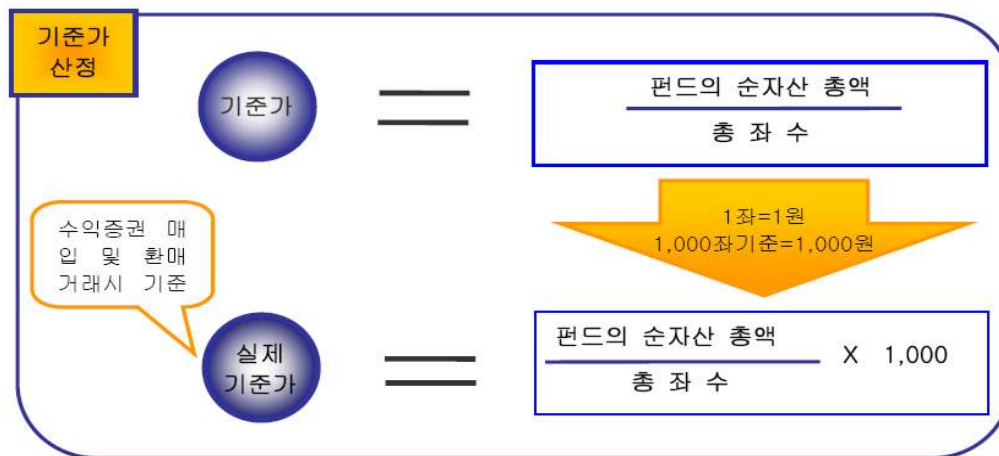 기준가
산정
기준가
펀드의 순자산 총액
총 좌 수
1좌=1원
1,000좌기준=1,000원
수익증권 매
입 및 환매
거래시 기준
실제
기준가
펀드의 순자산 총액
총 좌 수
X 1,000